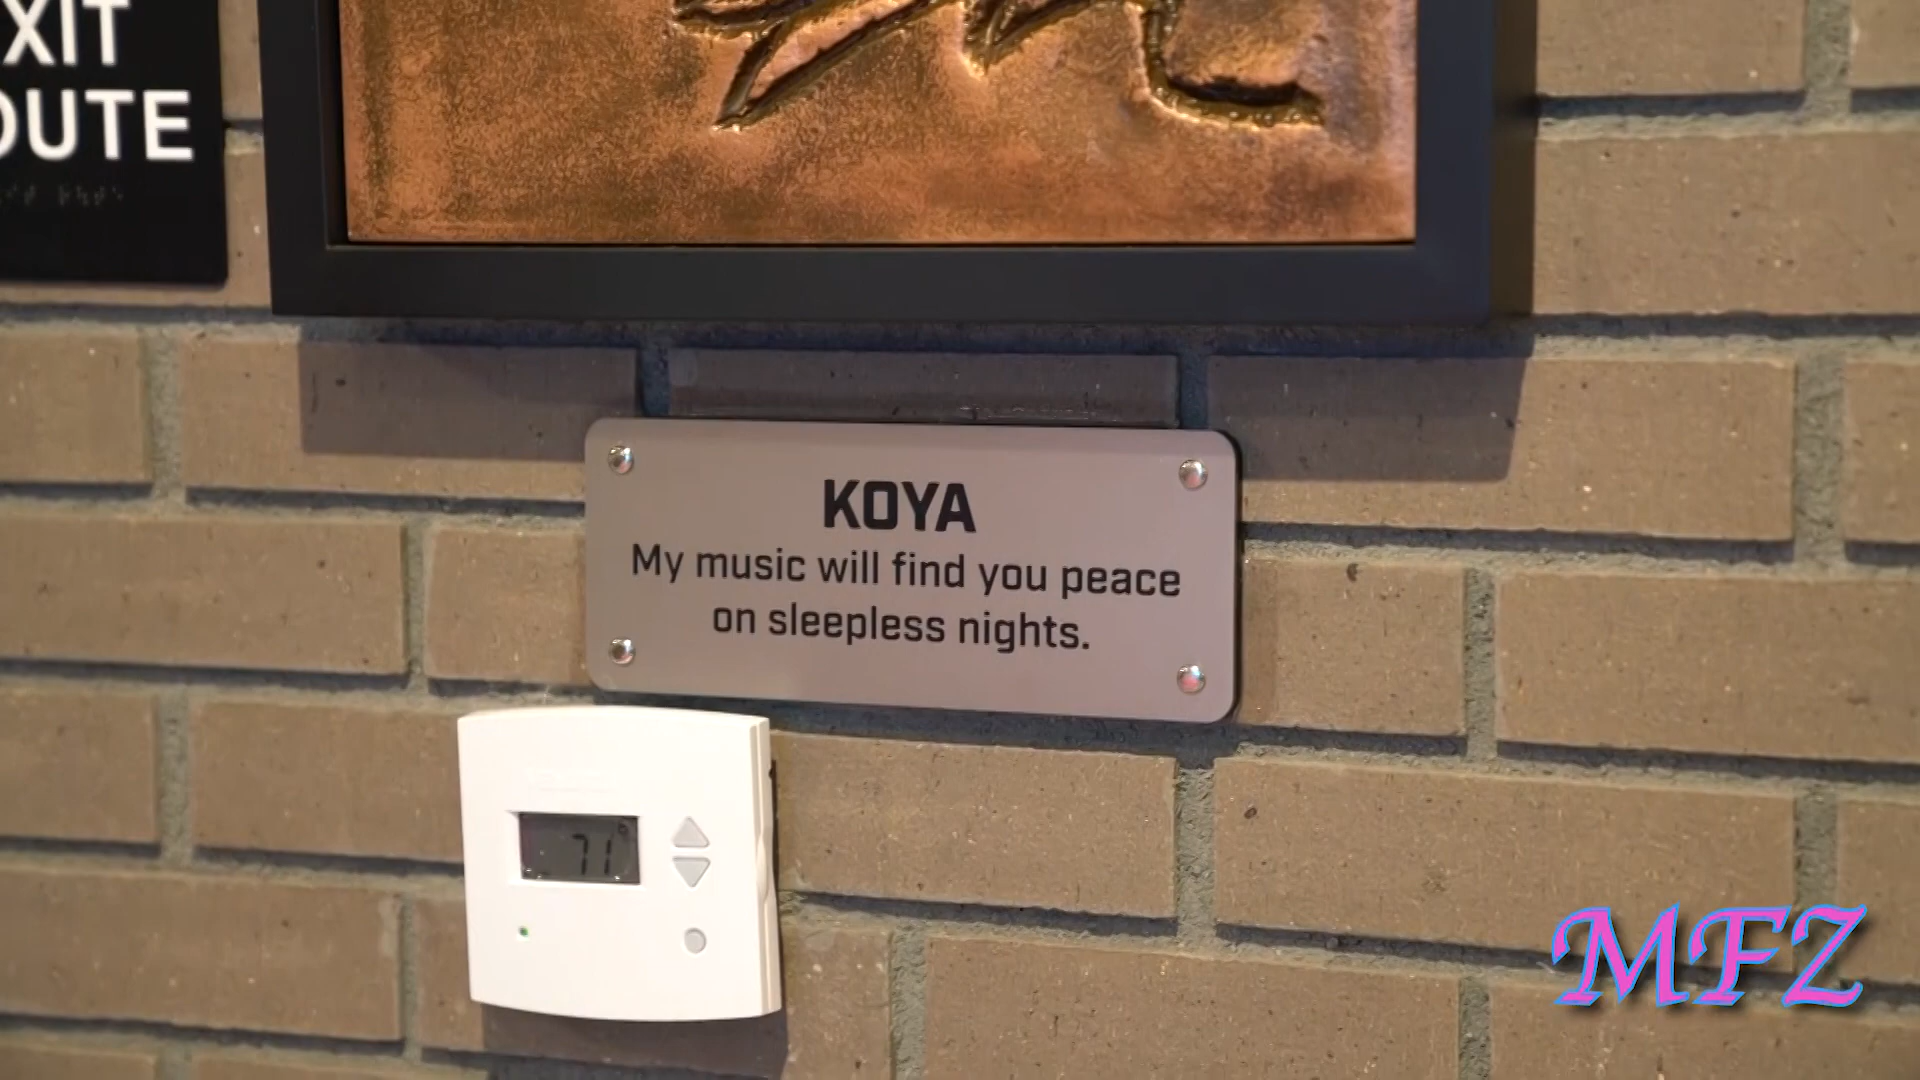 XIT
OUTE
KOYA
My music will find you peace
on sleepless nights.
71°
MFZ